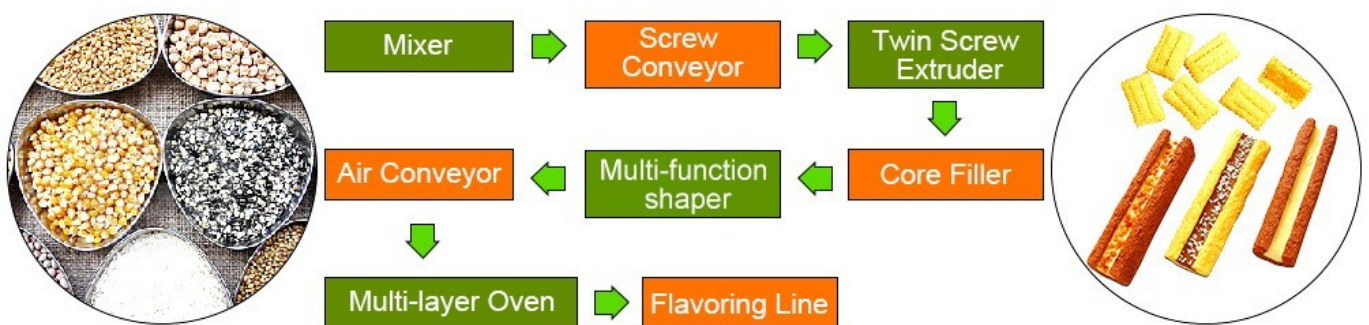 Mixer
Screw
Conveyor
Twin Screw
Extruder
Core Filler
Multi-function
shaper
Air Conveyor
Multi-layer Oven
Flavoring Line